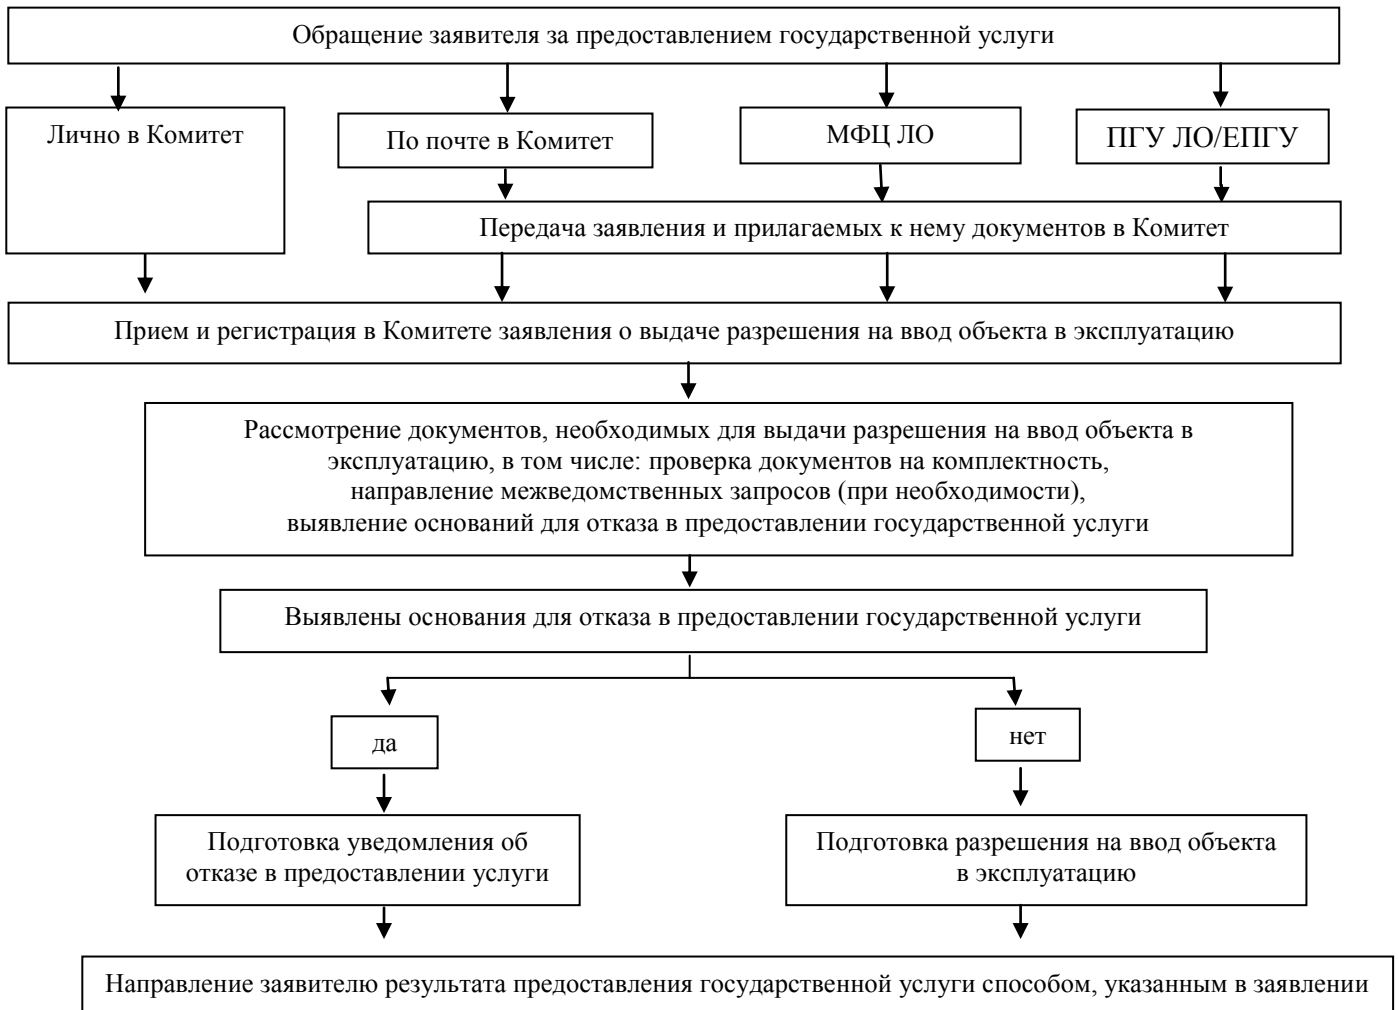 Обращение заявителя за предоставлением государственной услуги
Лично в Комитет
По почте в Комитет
МФЦ ЛО
ПГУ ЛО/ЕПГУ
Передача заявления и прилагаемых к нему документов в Комитет
Прием и регистрация в Комитете заявления о выдаче разрешения на ввод объекта в эксплуатацию
Рассмотрение документов, необходимых для выдачи разрешения на ввод объекта в
эксплуатацию, в том числе: проверка документов на комплектность,
направление межведомственных запросов (при необходимости),
выявление оснований для отказа в предоставлении государственной услуги
Выявлены основания для отказа в предоставлении государственной услуги
да
нет
Подготовка уведомления об
отказе в предоставлении услуги
Подготовка разрешения на ввод объекта
в эксплуатацию
Направление заявителю результата предоставления государственной услуги способом, указанным в заявлении